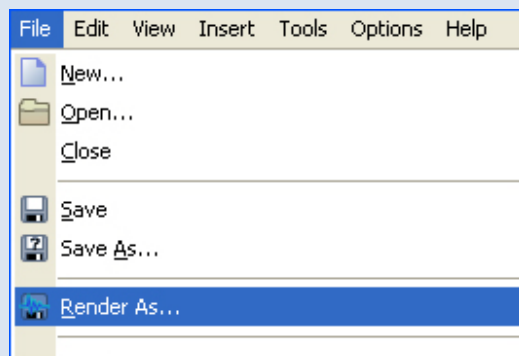 File Edit View Insert Tools Options Help
New...
Open...
Close
Save
Save As...
Render As...